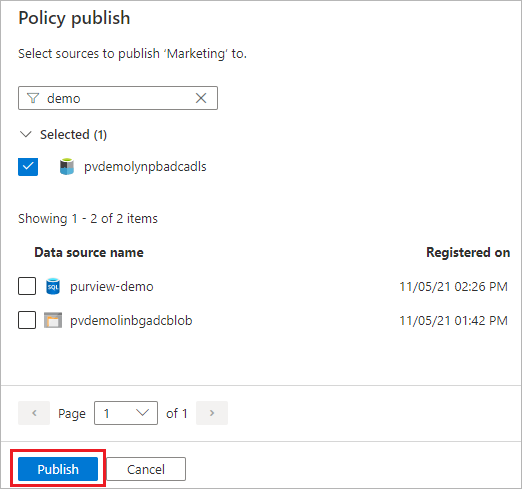 Policy publish
Select sources to publish ‘Marketing’ to.
demo
Selected (1)
pvdemolynpbadcadls
Showing 1 - 2 of 2 items
Data source name Registered on
SQL purview-demo 11/05/21 02:26 PM
pvdemolinbgadcblob 11/05/21 01:42 PM
Page 1 of 1
Publish Cancel